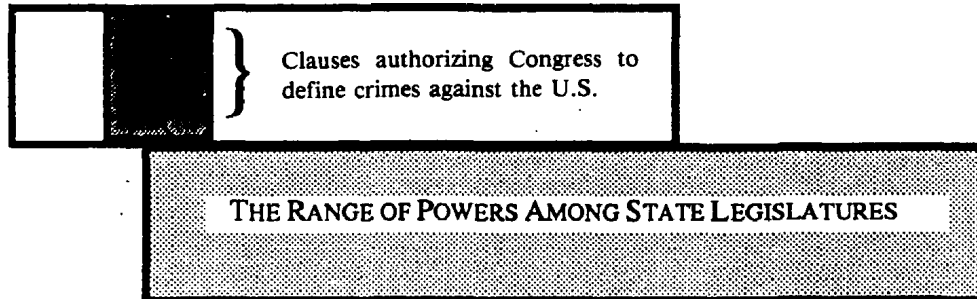 Clauses authorizing Congress to
define crimes against the U.S.
THE RANGE OF POWERS AMONG STATE LEGISLATURES